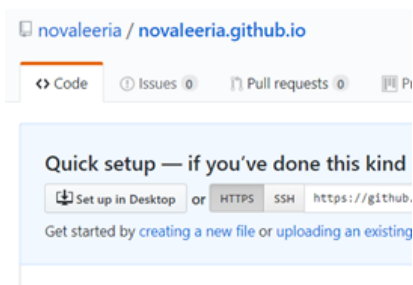 novaleeria / novaleeria.github.io
<> Code Issues 0 Pull requests 0
Quick setup — if you've done this kind
Set up in Desktop or HTTPS SSH https://github.
Get started by creating a new file or uploading an existing